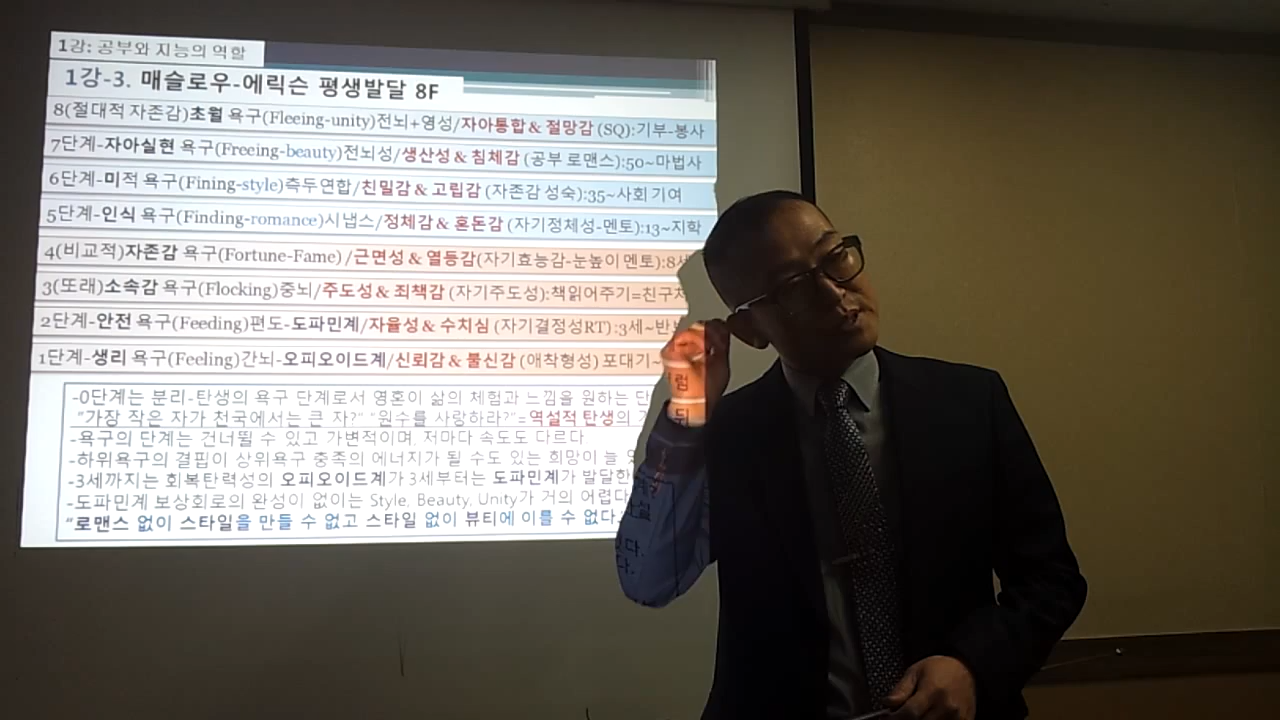 1강: 공부와 지능의 역할
1강-3. 매슬로우-에릭슨 평생발달 8F
8(절대적 자존감)초월 욕구(Fleeing-unity)전뇌+영성/자아통합 & 절망감 (SQ):기부-봉사
7단계-자아실현 욕구(Freeing-beauty)전뇌성/생산성 & 침체감 (공부 로맨스):50~마법사
6단계-미적 욕구(Fining-style)측두연합/친밀감 & 고립감 (자존감 성숙):35~사회 기여
5단계-인식 욕구(Finding-romance)시냅스/정체감 & 혼돈감 (자기정체성-멘토):13~지학
4(비교적)자존감 욕구(Fortune-Fame) /근면성 & 열등감(자기효능감-눈높이 멘토):8세
3(또래)소속감 욕구(Flocking)중뇌/주도성 & 죄책감 (자기주도성):책읽어주기=친구
2단계-안전 욕구(Feeding)편도-도파민계/자율성 & 수치심 (자기결정성RT) :3세~
1단계-생리 욕구(Feeling)간뇌-오피오이드계/신뢰감 & 불신감 (애착형성) 포대기~
-0단계는 분리-탄생의 욕구 단계로서 영혼이 삶의 체험과 느낌을 원하는
"가장 작은 자가 천국에서는 큰 자?" "원수를 사랑하라?"=역설적 탄생의
-욕구의 단계는 건너뛸 수 있고 가변적이며, 저마다 속도도 다르다.
-하위욕구의 결핍이 상위욕구 충족의 에너지가 될 수도 있는 희망이 늘
-3세까지는 회복탄력성의 오피오이드계가 3세부터는 도파민계가 발달한
-도파민계 보상회로의 완성이 없이는 Style, Beauty, Unity가 거의 어렵다
"로맨스 없이 스타일을 만들 수 없고 스타일 없이 뷰티에 이를 수 없다.